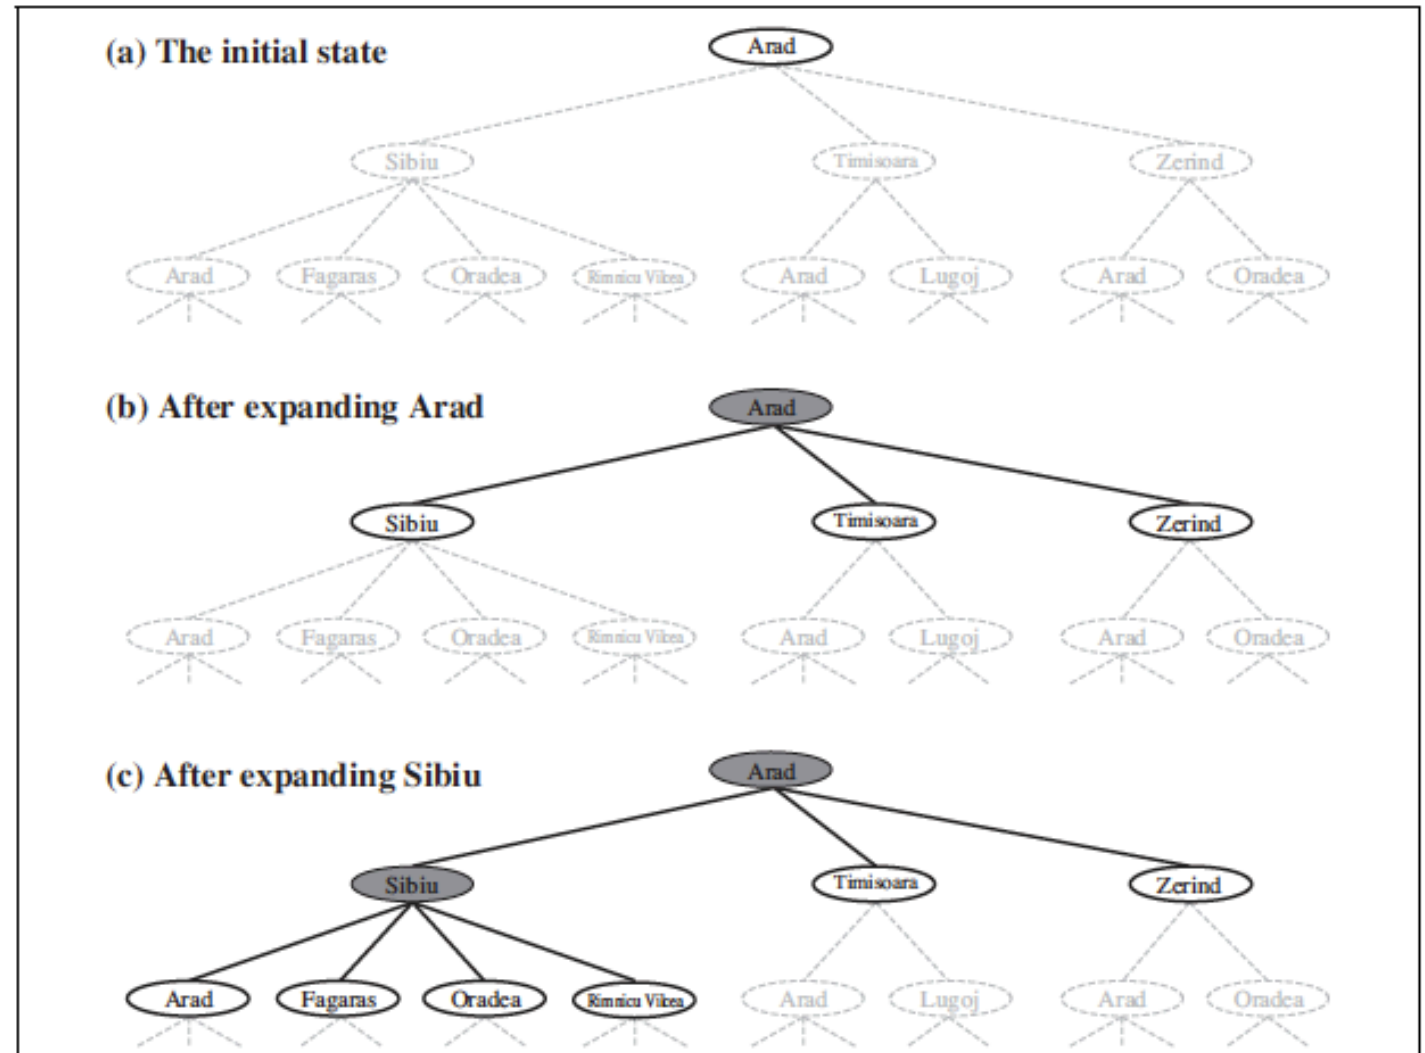 (a) The initial state
Arad
Sibiu Timisoara Zerind
Arad Fagaras Oradea Rimnicu Vilcea Arad Lugoj Arad Oradea
(b) After expanding Arad
Arad
Sibiu Timisoara Zerind
Arad Fagaras Oradea Rimnicu Vilcea Arad Lugoj Arad Oradea
(c) After expanding Sibiu
Arad
Sibiu Timisoara Zerind
Arad Fagaras Oradea Rimnicu Vilcea Arad Lugoj Arad Oradea